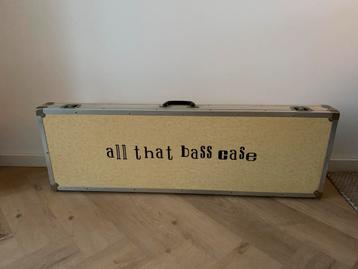 all that bass case